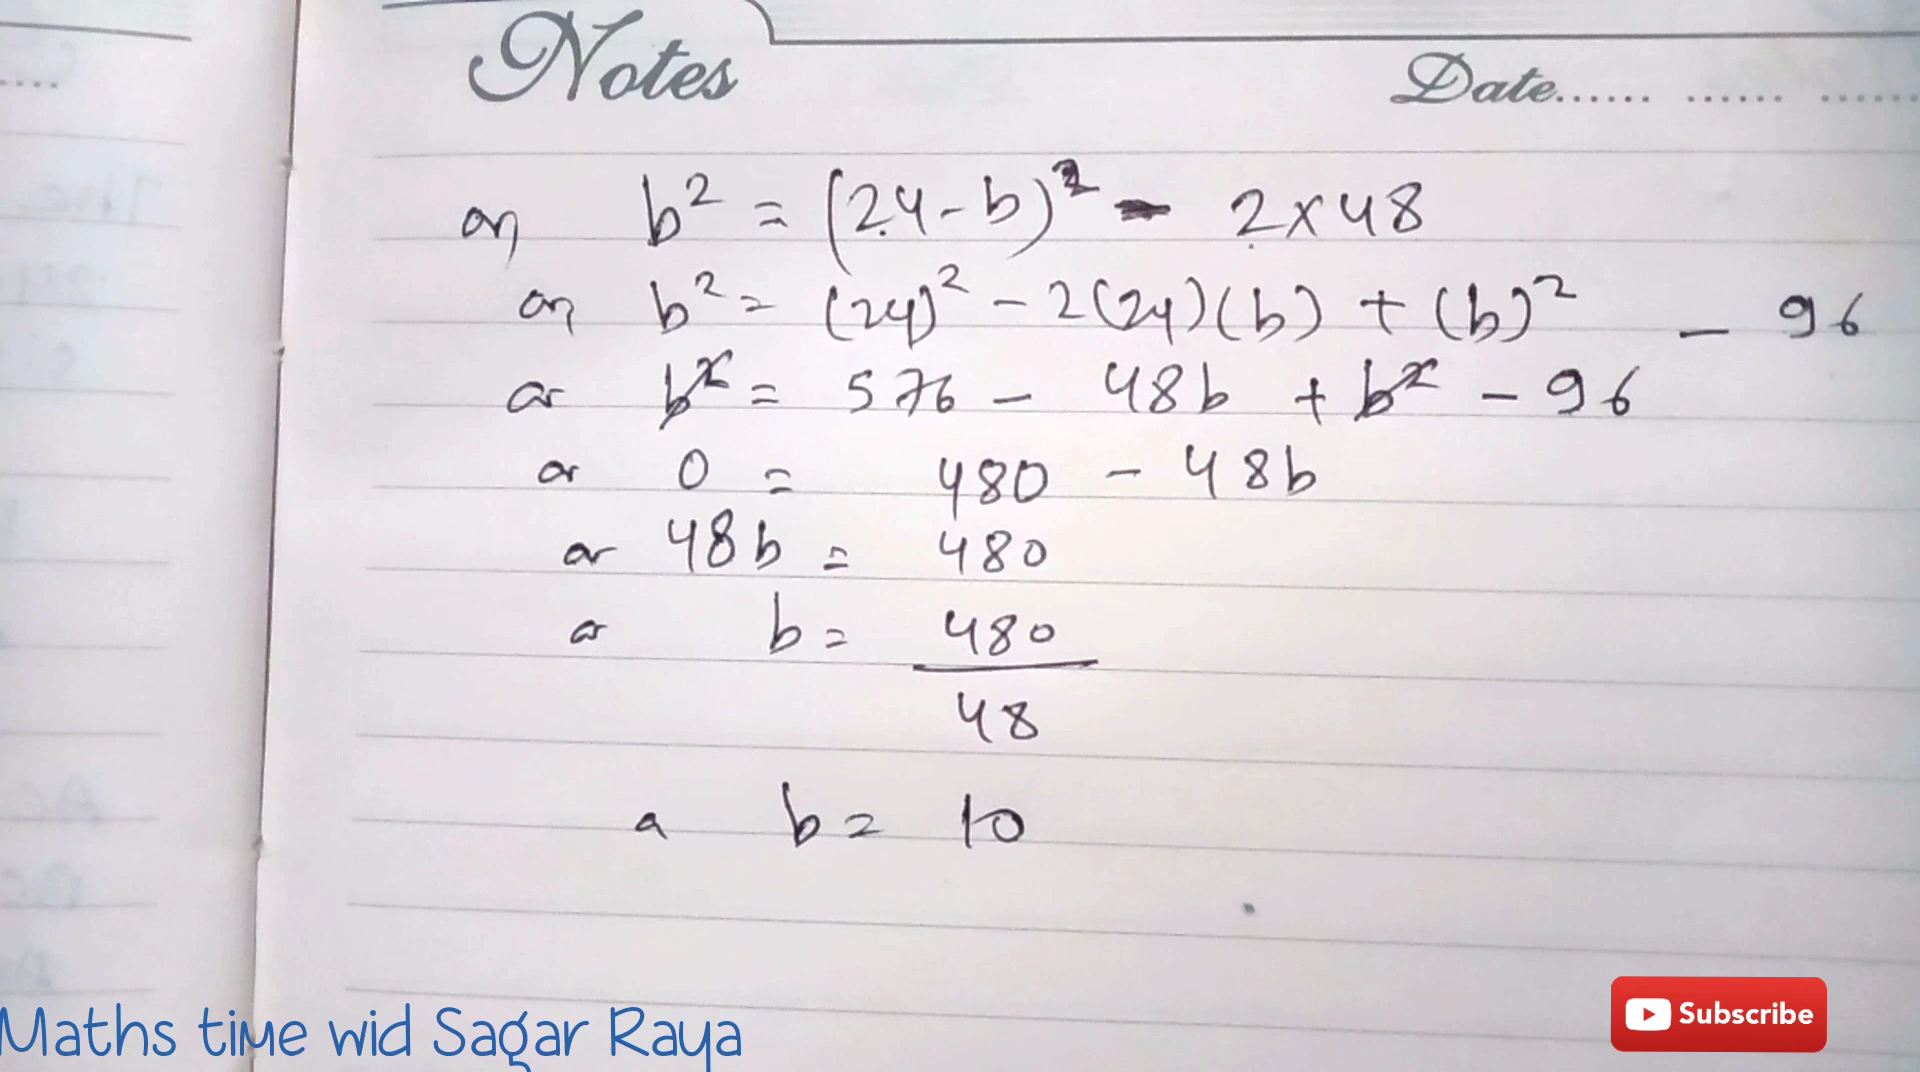 Notes
Date...... ...... ......
or b² = (24-b)² - 2×48
or b² = (24)² - 2(24)(b) + (b)² - 96
or b² = 576 - 48b + b² - 96
or 0 = 480 - 48b
or 48b = 480
or b = 480
48
b = 10
Maths time wid Sagar Raya
Subscribe